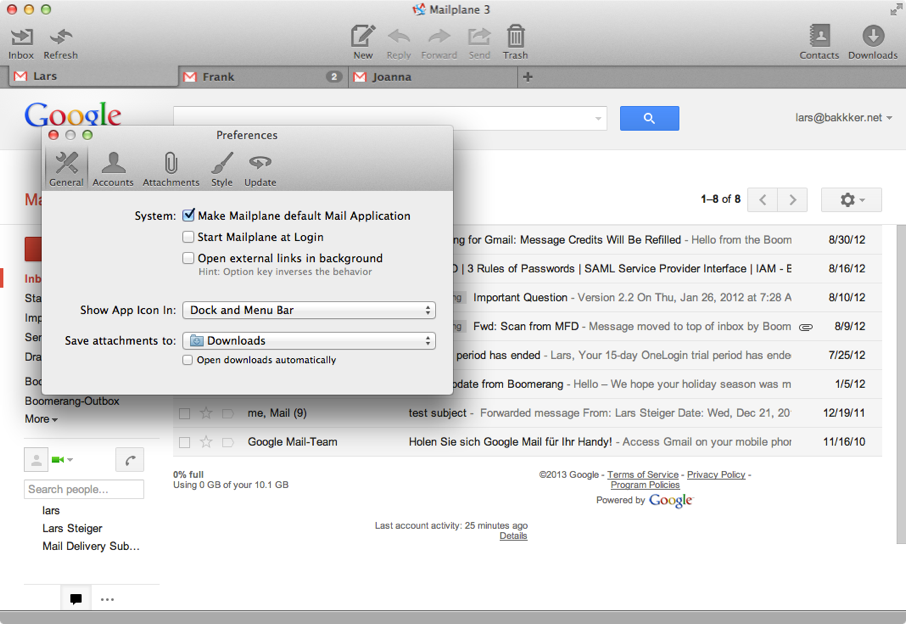 Mailplane 3
Inbox Refresh New Reply Forward Send Trash Contacts Downloads
Lars Frank 2 Joanna +
Google
lars@bakkker.net
Preferences
General Accounts Attachments Style Update
System: Make Mailplane default Mail Application
Start Mailplane at Login
Open external links in background
Hint: Option key inverses the behavior
Show App Icon In: Dock and Menu Bar
Save attachments to: Downloads
Open downloads automatically
1–8 of 8
ng for Gmail: Message Credits Will Be Refilled - Hello from the Boom 8/30/12
| 3 Rules of Passwords | SAML Service Provider Interface | IAM - E 8/16/12
Important Question - Version 2.2 On Thu, Jan 26, 2012 at 7:28 A 8/10/12
Fwd: Scan from MFD - Message moved to top of inbox by Boom 8/9/12
period has ended - Lars, Your 15-day OneLogin trial period has ende 7/25/12
pdate from Boomerang - Hello – We hope your holiday season was m 1/5/12
me, Mail (9) test subject - Forwarded message From: Lars Steiger Date: Wed, Dec 21, 20 12/19/11
Google Mail-Team Holen Sie sich Google Mail für Ihr Handy! - Access Gmail on your mobile phon 11/16/10
Boomerang-Outbox
More
Search people...
lars
Lars Steiger
Mail Delivery Sub...
0% full
Using 0 GB of your 10.1 GB
©2013 Google - Terms of Service - Privacy Policy -
Program Policies
Powered by Google
Last account activity: 25 minutes ago
Details